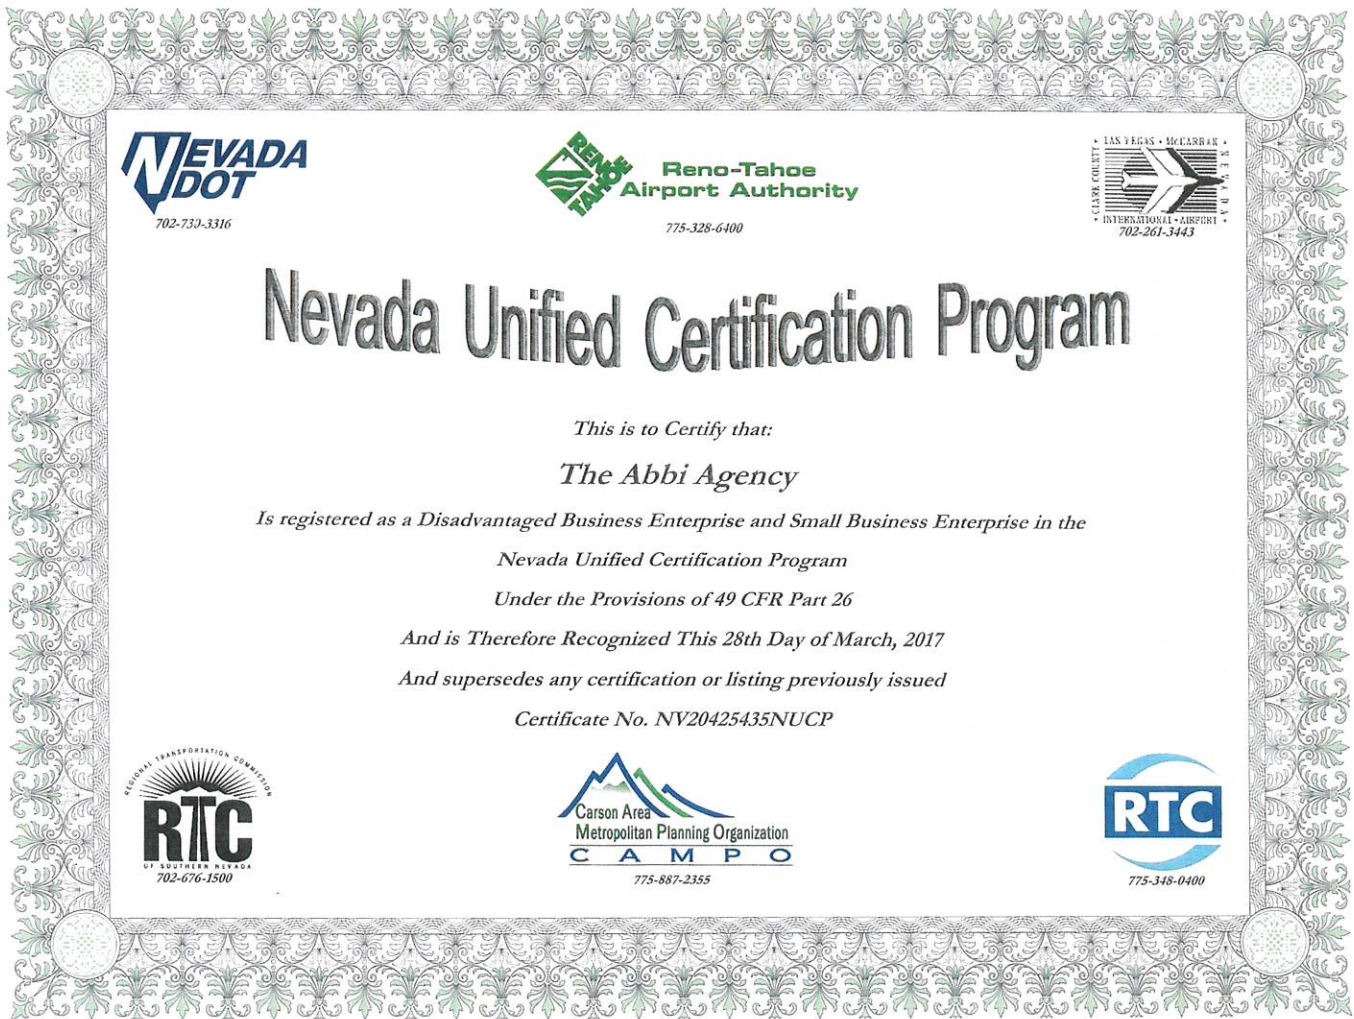 NEVADA
DOT
702-730-3316
RENO
TAHOE
Reno-Tahoe
Airport Authority
775-328-6400
LAS VEGAS • McCARRAN
CLARK COUNTY
NEVADA
INTERNATIONAL • AIRPORT
702-261-3443
Nevada Unified Certification Program
This is to Certify that:
The Abbi Agency
Is registered as a Disadvantaged Business Enterprise and Small Business Enterprise in the
Nevada Unified Certification Program
Under the Provisions of 49 CFR Part 26
And is Therefore Recognized This 28th Day of March, 2017
And supersedes any certification or listing previously issued
Certificate No. NV20425435NUCP
REGIONAL TRANSPORTATION COMMISSION
RTC
OF SOUTHERN NEVADA
702-676-1500
Carson Area
Metropolitan Planning Organization
CAMPO
775-887-2355
RTC
775-348-0400